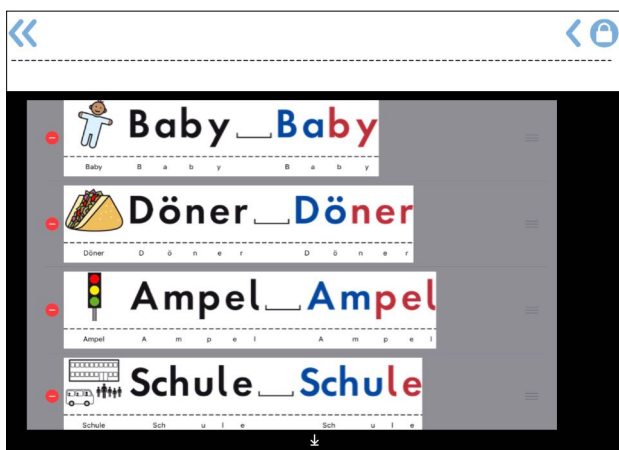 Baby Baby
Baby B a b y B a b y
Döner Döner
Döner D ö n e r D ö n e r
Ampel Ampel
Ampel A m p e l A m p e l
Schule Schule
Schule Sch u l e Sch u l e